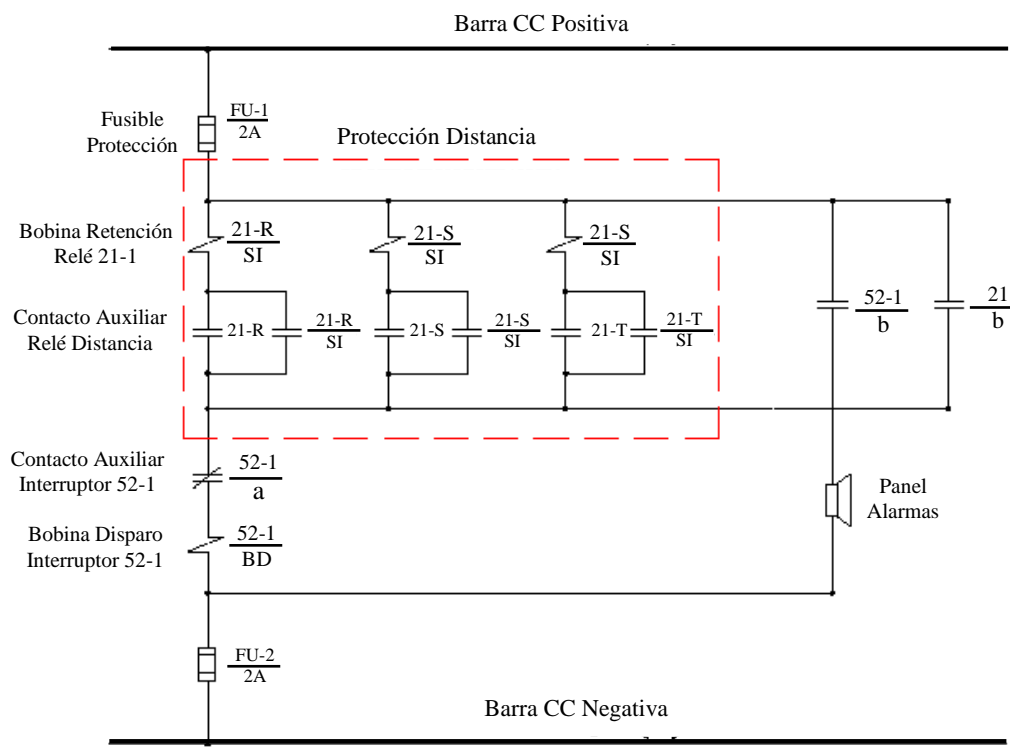 Barra CC Positiva
Fusible
Protección
FU-1
2A
Protección Distancia
Bobina Retención
Relé 21-1
21-R
SI
21-S
SI
21-S
SI
52-1
b
21
b
Contacto Auxiliar
Relé Distancia
21-R
21-R
SI
21-S
21-S
SI
21-T
21-T
SI
Contacto Auxiliar
Interruptor 52-1
52-1
a
Panel
Alarmas
Bobina Disparo
Interruptor 52-1
52-1
BD
FU-2
2A
Barra CC Negativa